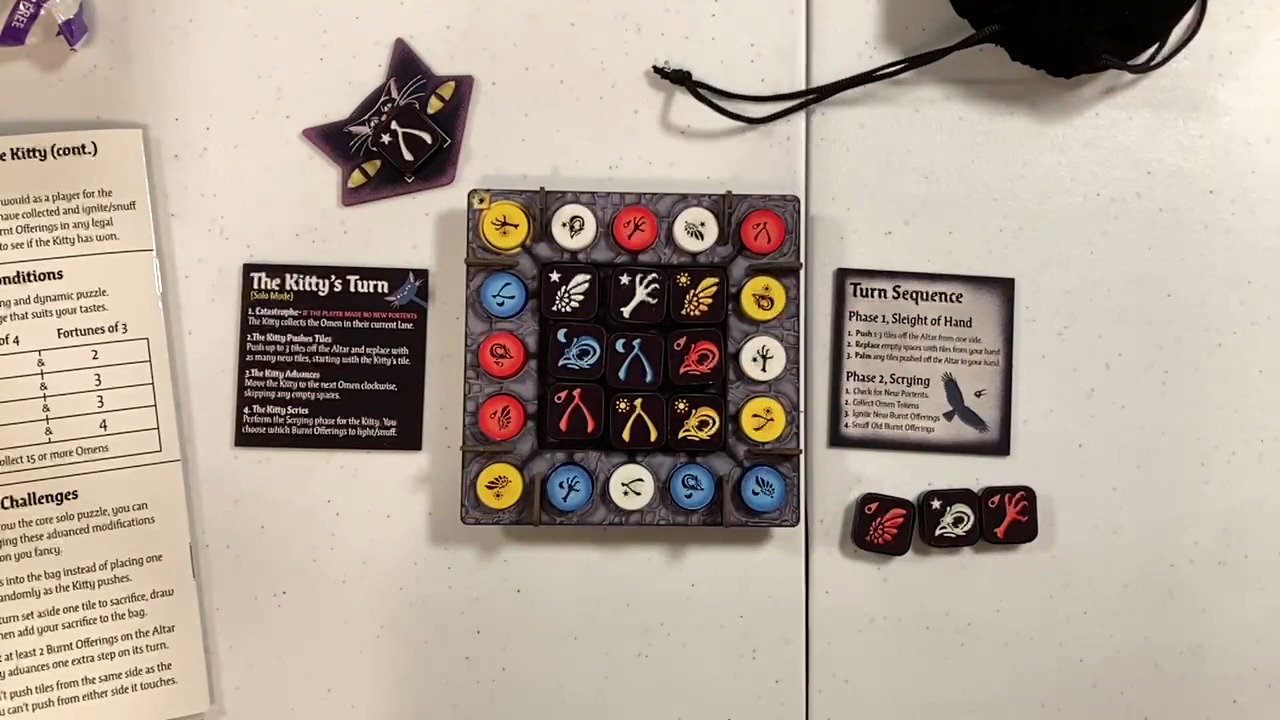 FREE
e Kitty (cont.)
would as a player for the
have collected and ignite/snuff
rnt Offerings in any legal
to see if the Kitty has won.
onditions
ng and dynamic puzzle.
ge that suits your tastes.
of 4 Fortunes of 3
& 2
& 3
& 3
& 4
ollect 15 or more Omens
Challenges
ow the core solo puzzle, you can
ing these advanced modifications
on you fancy.
s into the bag instead of placing one
andomly as the Kitty pushes.
turn set aside one tile to sacrifice, draw
hen add your sacrifice to the bag.
at least 2 Burnt Offerings on the Altar
y advances one extra step on its turn.
't push tiles from the same side as the
u can't push from either side it touches.
The Kitty's Turn
(Solo Mode)
1. Catastrophe- IF THE PLAYER MADE NO NEW PORTENTS
The Kitty collects the Omen in their current lane.
2.The Kitty Pushes Tiles
Push up to 3 tiles off the Altar and replace with
as many new tiles, starting with the Kitty's tile.
3.The Kitty Advances
Move the Kitty to the next Omen clockwise,
skipping any empty spaces.
4. The Kitty Scries
Perform the Scrying phase for the Kitty. You
choose which Burnt Offerings to light/snuff.
Turn Sequence
Phase 1, Sleight of Hand
1. Push 1-3 tiles off the Altar from one side.
2. Replace empty spaces with tiles from your hand
3. Palm any tiles pushed off the Altar to your hand.
Phase 2, Scrying
1. Check for New Portents.
2. Collect Omen Tokens
3. Ignite New Burnt Offerings
4. Snuff Old Burnt Offerings